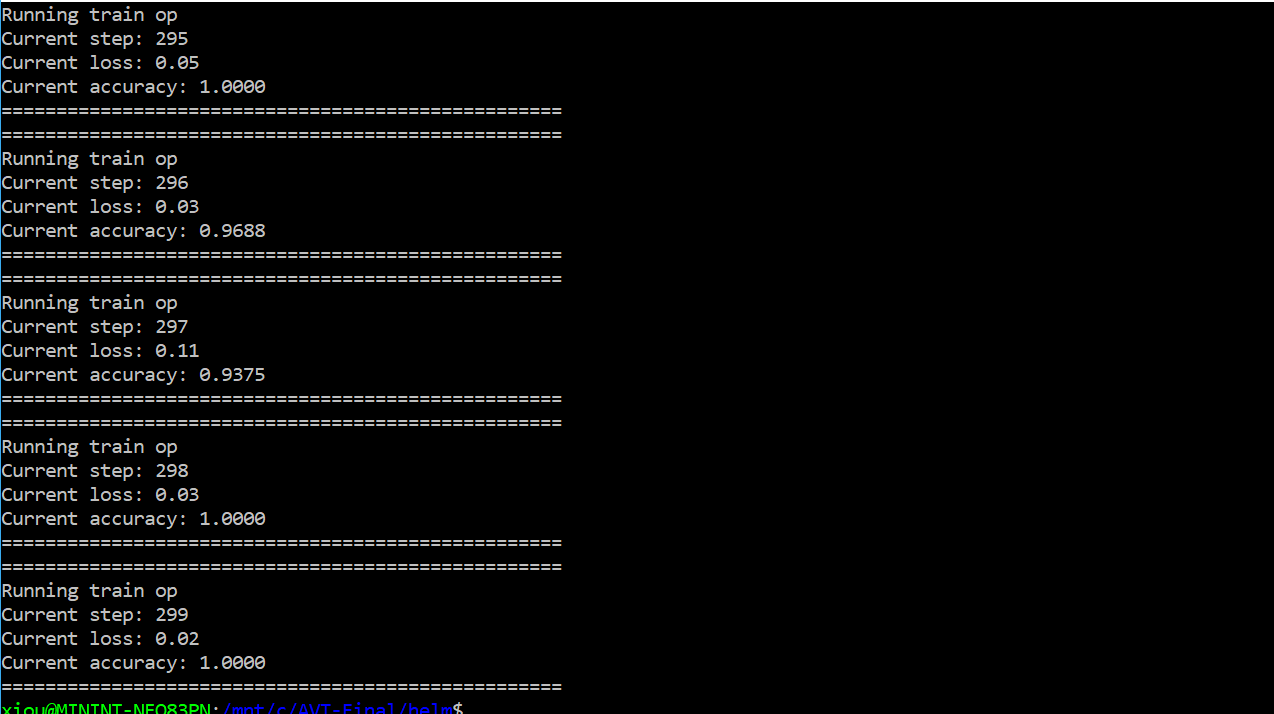 Running train op
Current step: 295
Current loss: 0.05
Current accuracy: 1.0000
===================================================
===================================================
Running train op
Current step: 296
Current loss: 0.03
Current accuracy: 0.9688
===================================================
===================================================
Running train op
Current step: 297
Current loss: 0.11
Current accuracy: 0.9375
===================================================
===================================================
Running train op
Current step: 298
Current loss: 0.03
Current accuracy: 1.0000
===================================================
===================================================
Running train op
Current step: 299
Current loss: 0.02
Current accuracy: 1.0000
===================================================
/mnt/c/AVT-Final/helm$